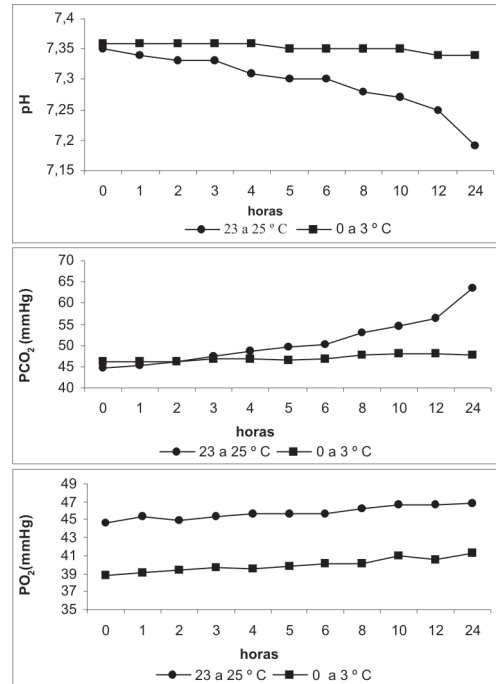 7,4
7,35
7,3
7,25
7,2
7,15
pH
0 1 2 3 4 5 6 8 10 12 24
horas
23 a 25 º C 0 a 3 º C
70
65
60
55
50
45
40
PCO₂ (mmHg)
0 1 2 3 4 5 6 8 10 12 24
horas
23 a 25 º C 0 a 3 º C
49
47
45
43
41
39
37
35
PO₂(mmHg)
0 1 2 3 4 5 6 8 10 12 24
horas
23 a 25 º C 0 a 3 º C